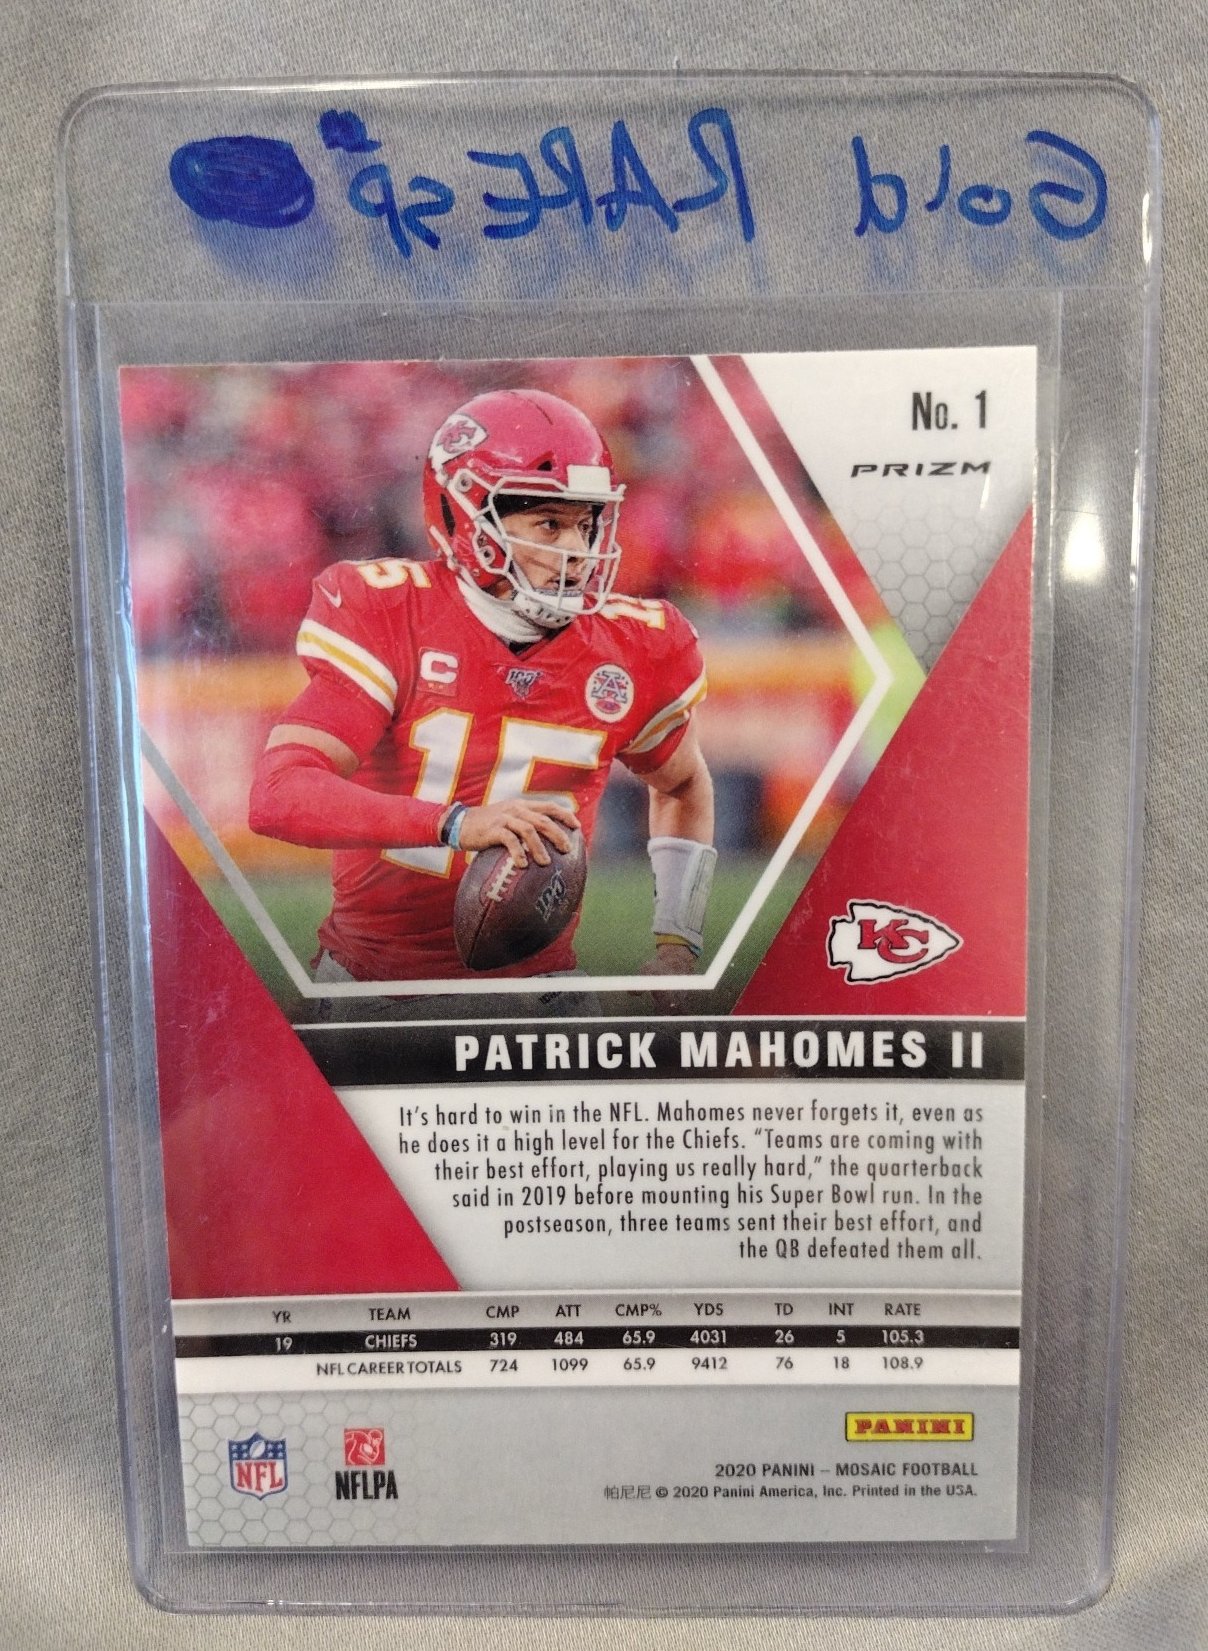 Gold RARE SP
No. 1
PRIZM
KC
15
15
C
100
15
KC
PATRICK MAHOMES II
It's hard to win in the NFL. Mahomes never forgets it, even as
he does it a high level for the Chiefs. "Teams are coming with
their best effort, playing us really hard," the quarterback
said in 2019 before mounting his Super Bowl run. In the
postseason, three teams sent their best effort, and
the QB defeated them all.
YR TEAM CMP ATT CMP% YDS TD INT RATE
19 CHIEFS 319 484 65.9 4031 26 5 105.3
NFL CAREER TOTALS 724 1099 65.9 9412 76 18 108.9
PANINI
NFL NFLPA
2020 PANINI – MOSAIC FOOTBALL
帕尼尼 © 2020 Panini America, Inc. Printed in the USA.